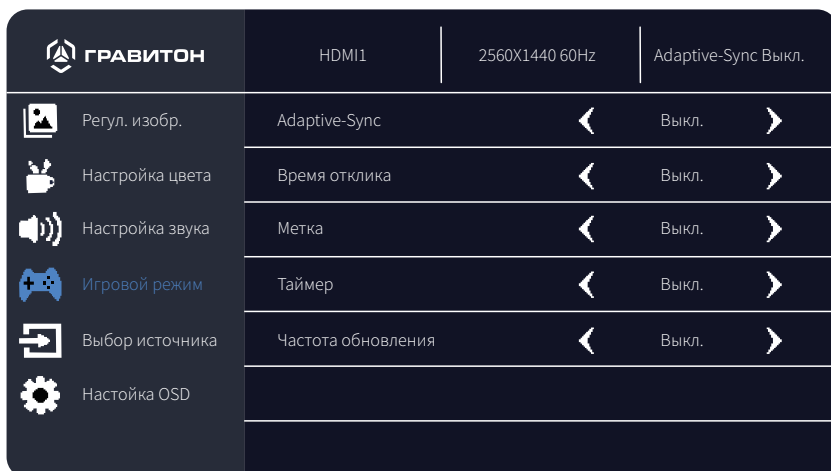 ГРАВИТОН HDMI1 2560X1440 60Hz Adaptive-Sync Выкл.
Регул. изобр. Adaptive-Sync Выкл.
Настройка цвета Время отклика Выкл.
Настройка звука Метка Выкл.
Игровой режим Таймер Выкл.
Выбор источника Частота обновления Выкл.
Настойка OSD